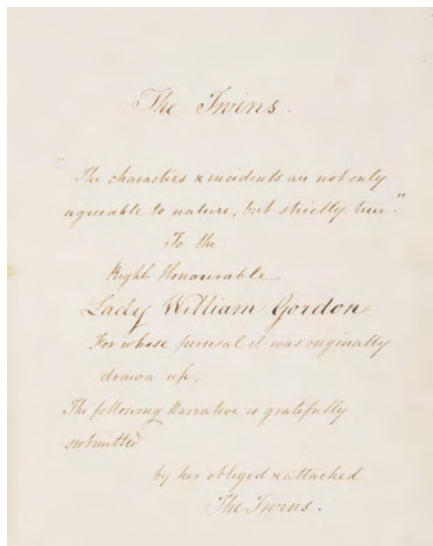 The Twins.
"The characters & incidents are not only
agreeable to nature, but strictly true."
To the
Right Honourable
Lady William Gordon
For whose perusal it was originally
drawn up.
The following Narrative is gratefully
submitted
by her obliged & attached
The Twins.